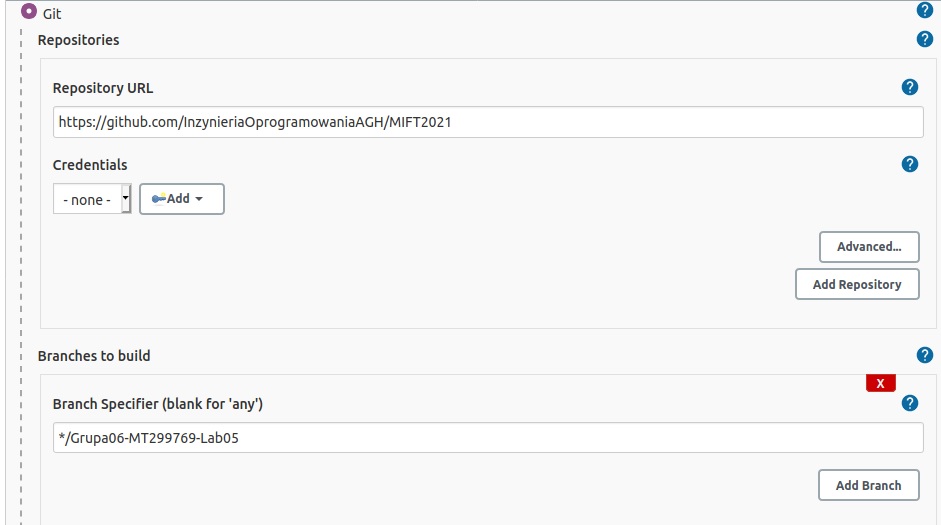 Git
Repositories
Repository URL
https://github.com/InzynieriaOprogramowaniaAGH/MIFT2021
Credentials
- none - Add
Advanced...
Add Repository
Branches to build
X
Branch Specifier (blank for 'any')
*/Grupa06-MT299769-Lab05
Add Branch